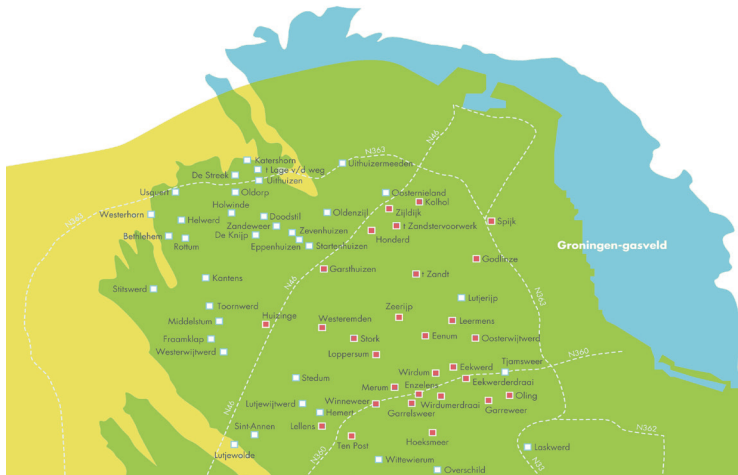 N363
N46
Katershorn
't Lage v/d weg
Uithuizermeeden
De Streek
Uithuizen
Usquert
Oldorp
Oosternieland
Kolhol
Holwinde
Zijldijk
Westerhorn
Helwerd
Doodstil
Oldenzijl
Spijk
N363
Zandeweer
't Zandstervoorwerk
Bethlehem
De Knijp
Zevenhuizen
Honderd
Rottum
Eppenhuizen
Startenhuizen
Groningen-gasveld
Godlinze
Garsthuizen
't Zandt
Kantens
N46
Stitswerd
Lutjerijp
N363
Toornwerd
Zeerijp
Huizinge
Middelstum
Westeremden
Leermens
Fraamklap
Stork
Eenum
Oosterwijtwerd
Westerwijtwerd
Loppersum
N360
Tjamsweer
Eekwerd
Wirdum
Stedum
Eekwerderdraai
Merum
Enzelens
Oling
Lutjewijtwerd
Winneweer
Wirdumerdraai
Garreweer
N46
Hemert
Garrelsweer
Sint-Annen
Lellens
N362
Ten Post
Hoeksmeer
Lutjewolde
Laskwerd
N360
Wittewierum
N33
Overschild